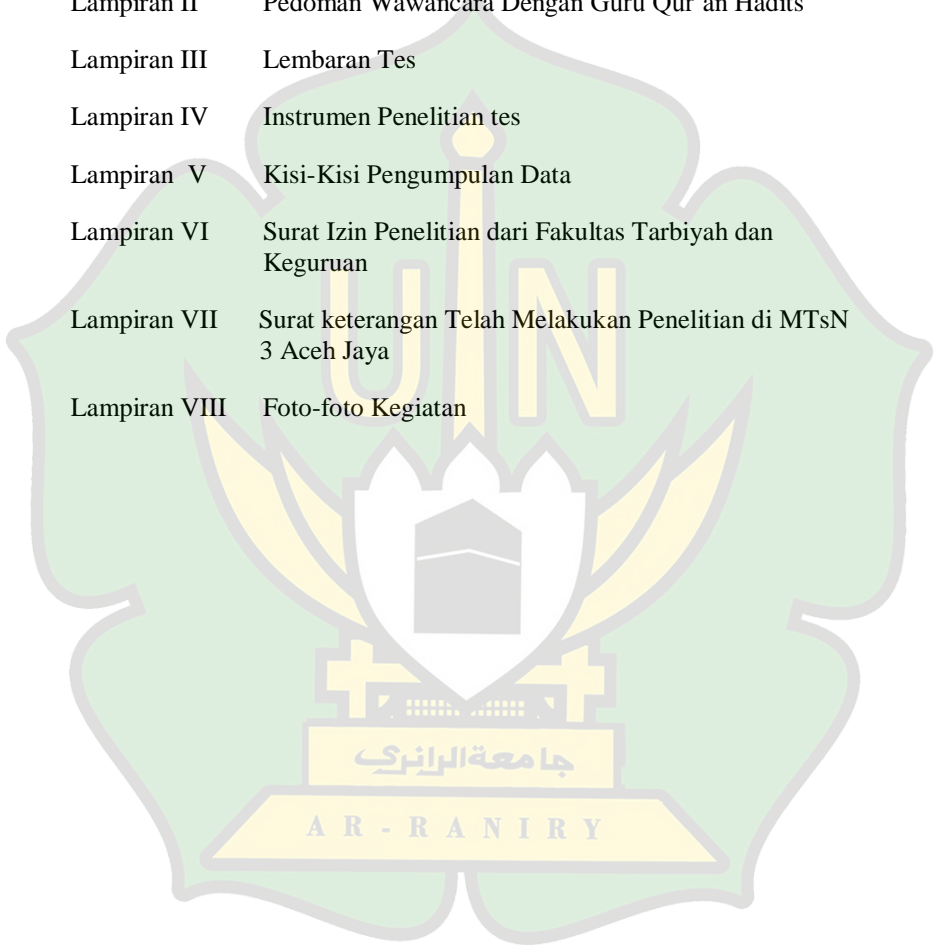 Lampiran II Pedoman Wawancara Dengan Guru Qur'an Hadits
Lampiran III Lembaran Tes
Lampiran IV Instrumen Penelitian tes
Lampiran V Kisi-Kisi Pengumpulan Data
Lampiran VI Surat Izin Penelitian dari Fakultas Tarbiyah dan
Keguruan
Lampiran VII Surat keterangan Telah Melakukan Penelitian di MTsN
3 Aceh Jaya
Lampiran VIII Foto-foto Kegiatan
UIN
جامعةالرانري
AR-RANIRY